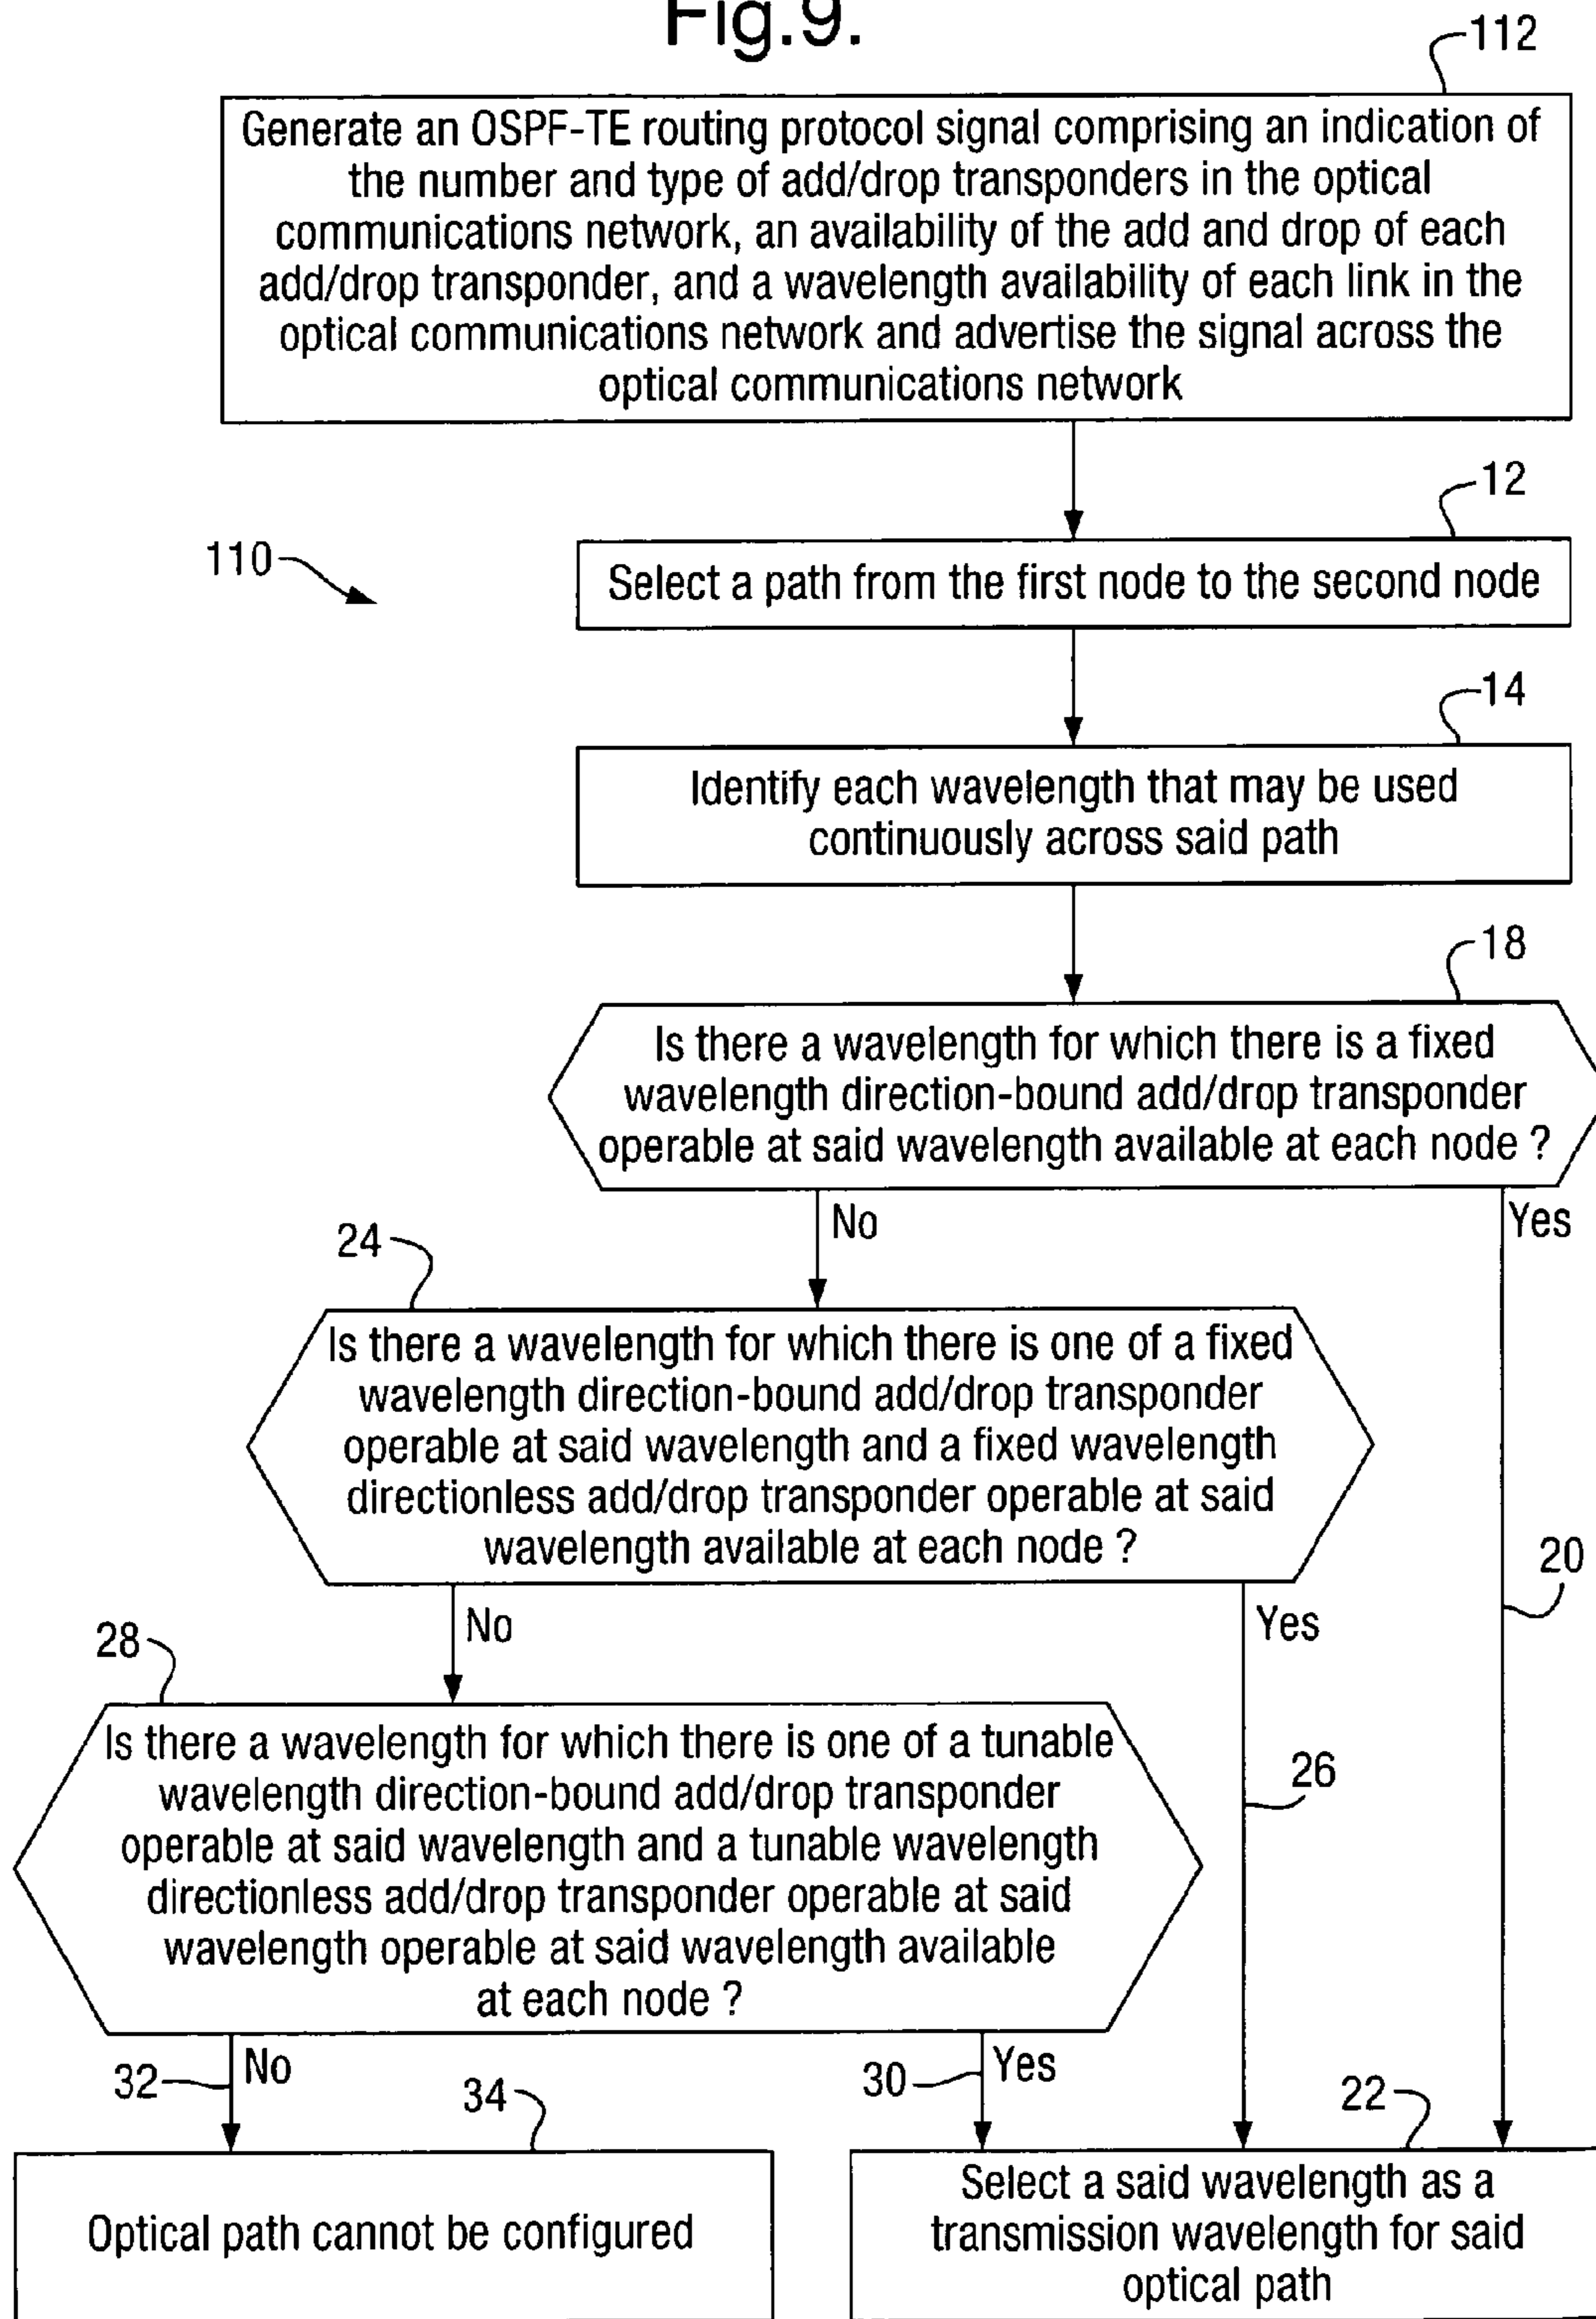 Fig.9.
112
Generate an OSPF-TE routing protocol signal comprising an indication of
the number and type of add/drop transponders in the optical
communications network, an availability of the add and drop of each
add/drop transponder, and a wavelength availability of each link in the
optical communications network and advertise the signal across the
optical communications network
12
110
Select a path from the first node to the second node
14
Identify each wavelength that may be used
continuously across said path
18
Is there a wavelength for which there is a fixed
wavelength direction-bound add/drop transponder
operable at said wavelength available at each node ?
No
Yes
24
Is there a wavelength for which there is one of a fixed
wavelength direction-bound add/drop transponder
operable at said wavelength and a fixed wavelength
directionless add/drop transponder operable at said
wavelength available at each node ?
20
No
Yes
28
Is there a wavelength for which there is one of a tunable
wavelength direction-bound add/drop transponder
operable at said wavelength and a tunable wavelength
directionless add/drop transponder operable at said
wavelength operable at said wavelength available
at each node ?
26
32
No
30
Yes
34
22
Optical path cannot be configured
Select a said wavelength as a
transmission wavelength for said
optical path